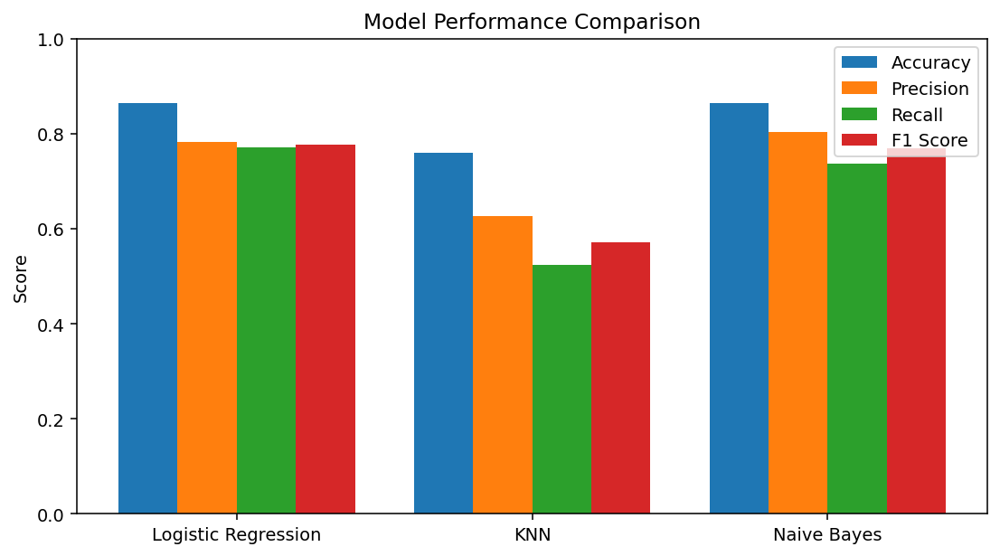 Model Performance Comparison
1.0
0.8
0.6
0.4
0.2
0.0
Score
Accuracy
Precision
Recall
F1 Score
Logistic Regression
KNN
Naive Bayes